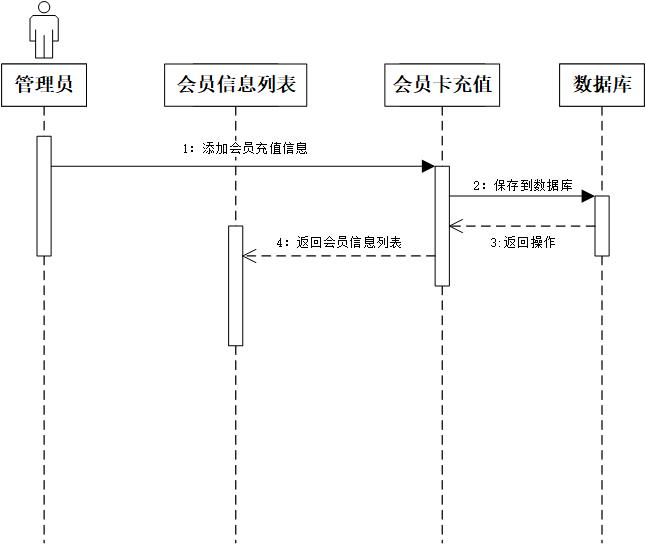 管理员
会员信息列表
会员卡充值
数据库
1: 添加会员充值信息
2: 保存到数据库
3:返回操作
4: 返回会员信息列表